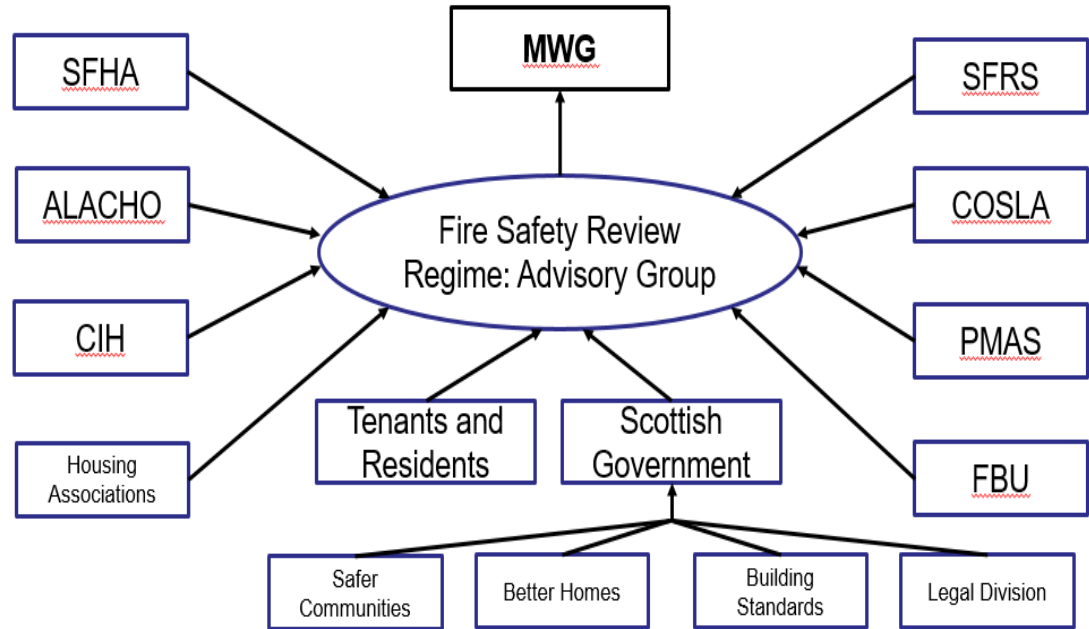 MWG
SFHA
SFRS
ALACHO
COSLA
Fire Safety Review
Regime: Advisory Group
CIH
PMAS
Housing
Associations
Tenants and
Residents
Scottish
Government
FBU
Safer
Communities
Better Homes
Building
Standards
Legal Division